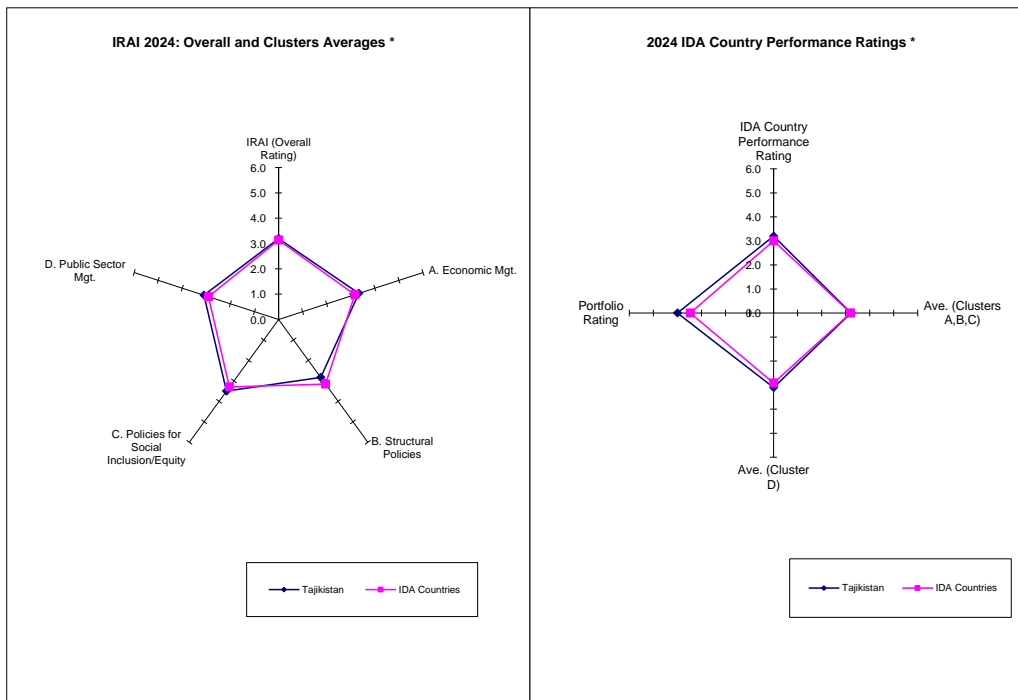 IRAI 2024: Overall and Clusters Averages *
IRAI (Overall
Rating)
6.0
5.0
4.0
3.0
2.0
1.0
0.0
A. Economic Mgt.
B. Structural
Policies
C. Policies for
Social
Inclusion/Equity
D. Public Sector
Mgt.
Tajikistan
IDA Countries
2024 IDA Country Performance Ratings *
IDA Country
Performance
Rating
6.0
5.0
4.0
3.0
2.0
1.0
0.0
Ave. (Clusters
A,B,C)
Ave. (Cluster
D)
Portfolio
Rating
Tajikistan
IDA Countries